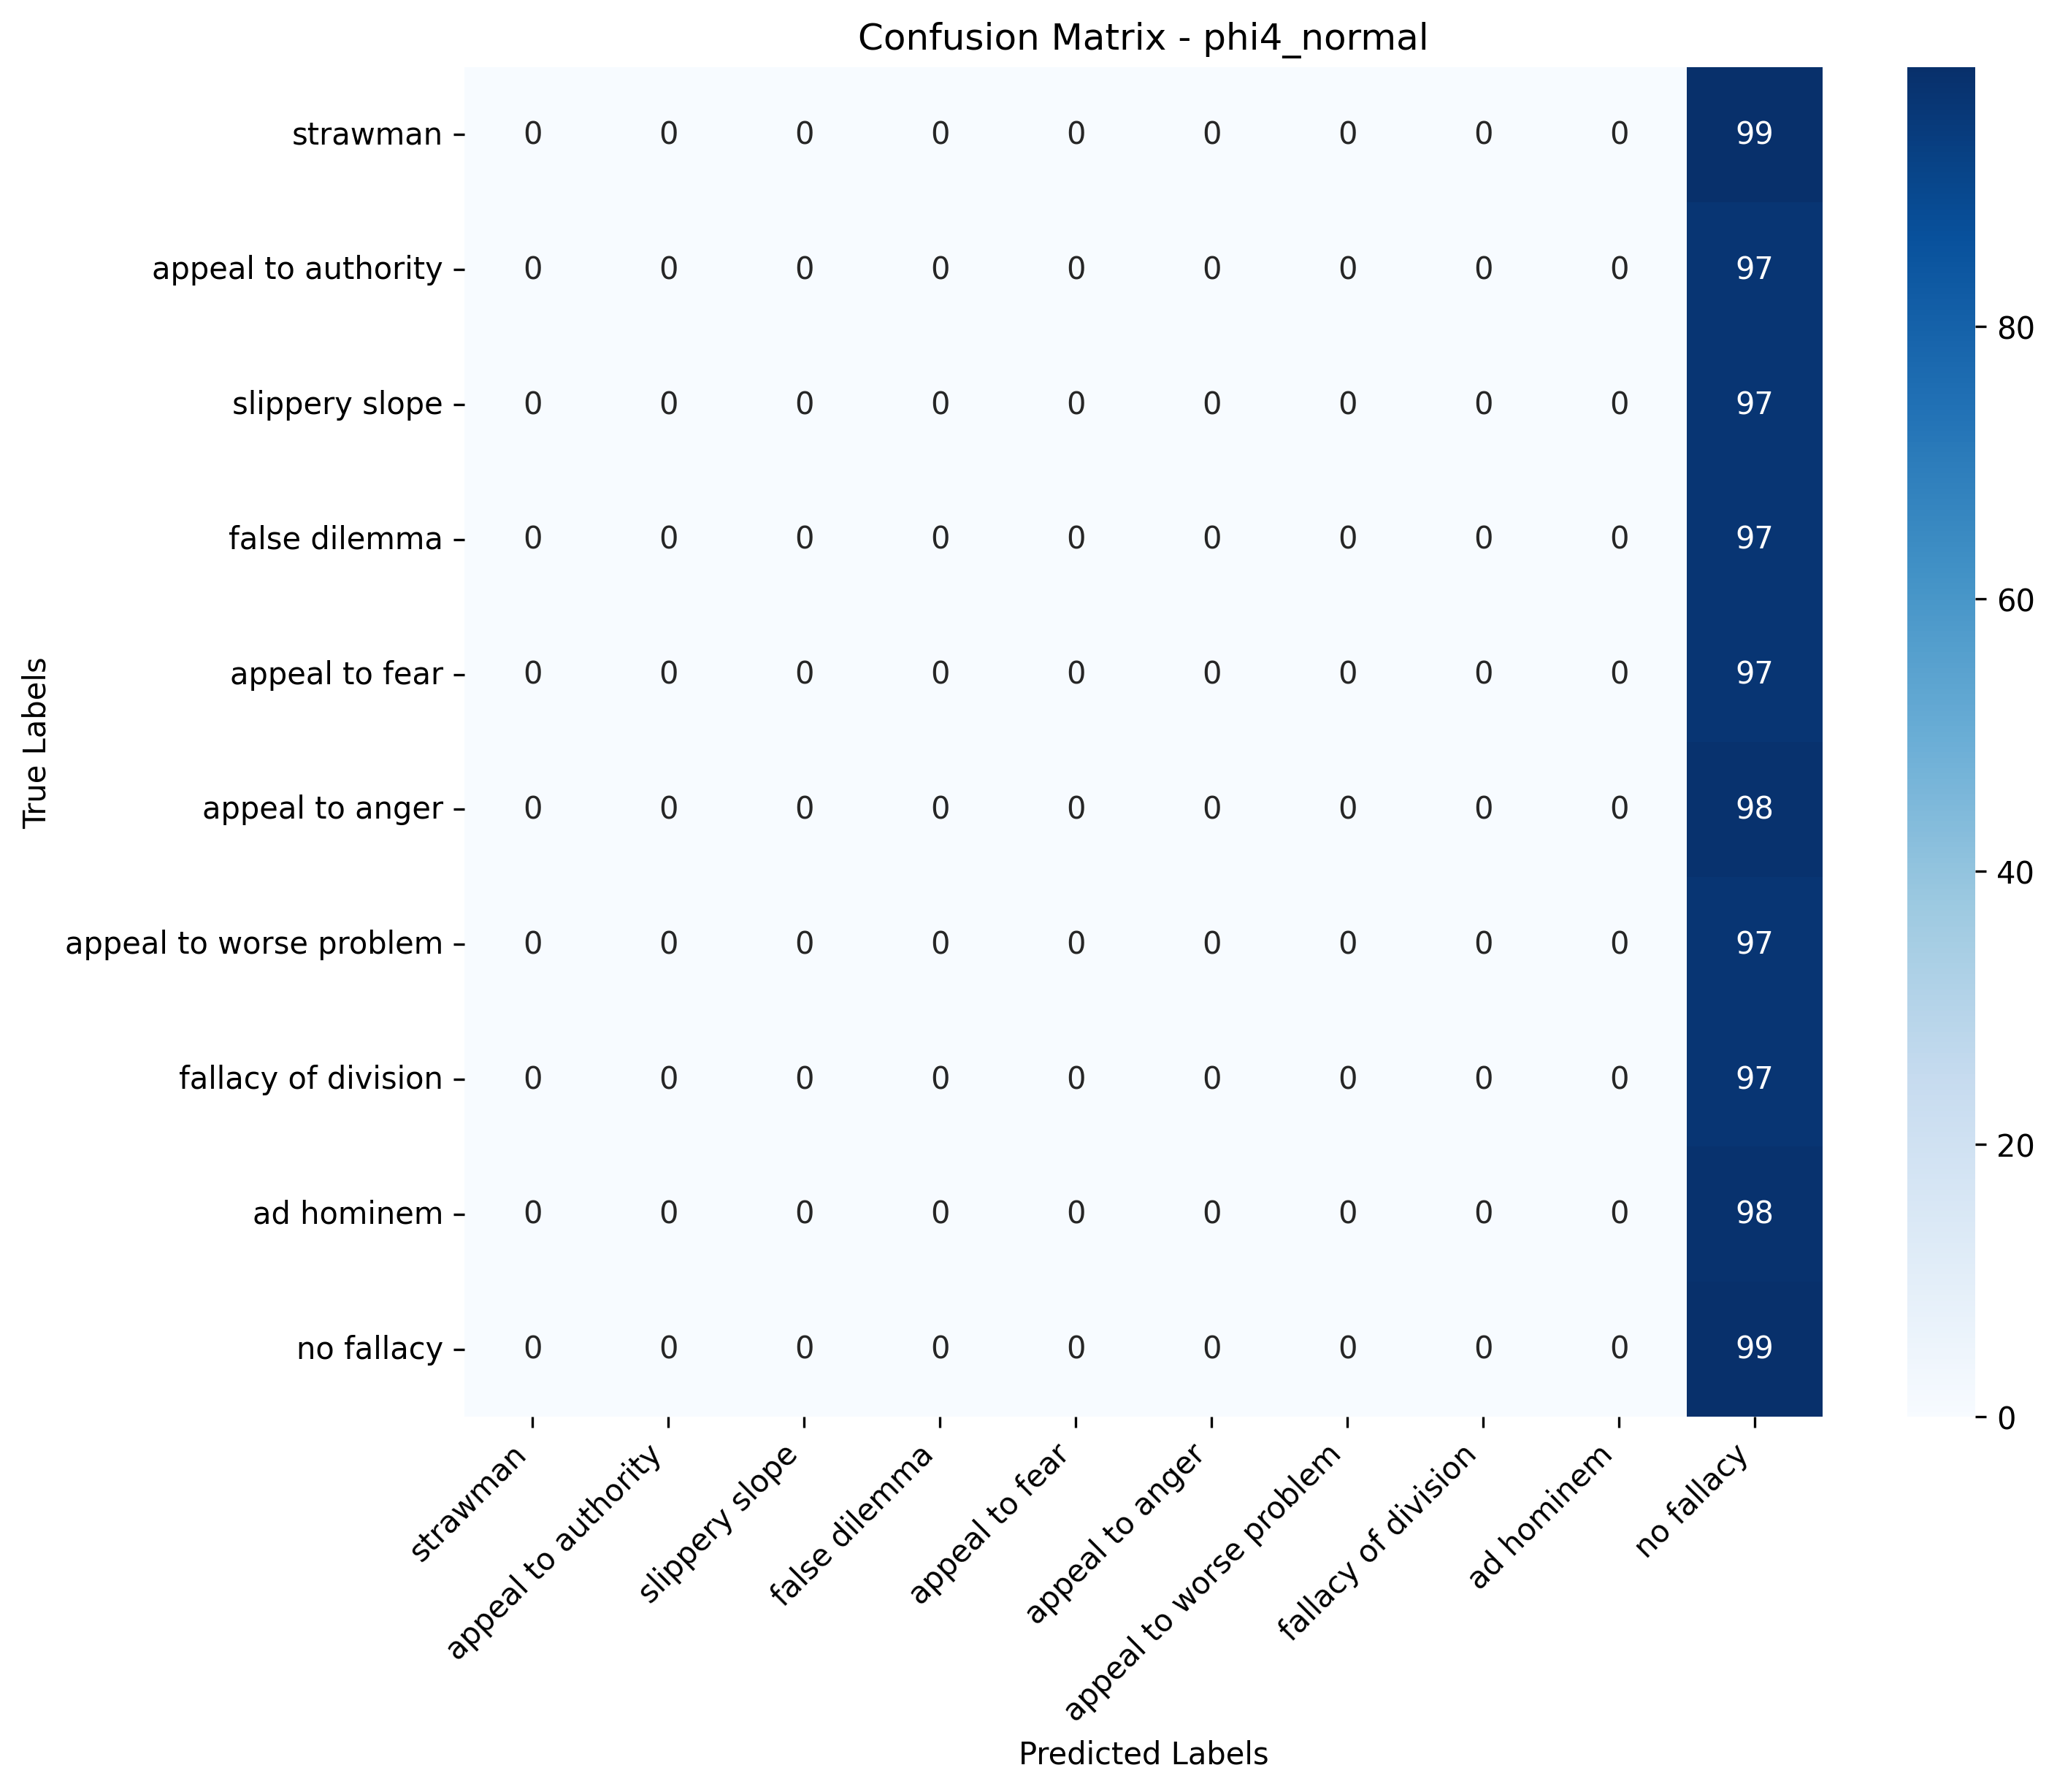 Confusion Matrix - phi4_normal
strawman 0 0 0 0 0 0 0 0 0 99
appeal to authority 0 0 0 0 0 0 0 0 0 97
slippery slope 0 0 0 0 0 0 0 0 0 97
false dilemma 0 0 0 0 0 0 0 0 0 97
appeal to fear 0 0 0 0 0 0 0 0 0 97
appeal to anger 0 0 0 0 0 0 0 0 0 98
appeal to worse problem 0 0 0 0 0 0 0 0 0 97
fallacy of division 0 0 0 0 0 0 0 0 0 97
ad hominem 0 0 0 0 0 0 0 0 0 98
no fallacy 0 0 0 0 0 0 0 0 0 99
True Labels
strawman
appeal to authority
slippery slope
false dilemma
appeal to fear
appeal to anger
appeal to worse problem
fallacy of division
ad hominem
no fallacy
Predicted Labels
80
60
40
20
0